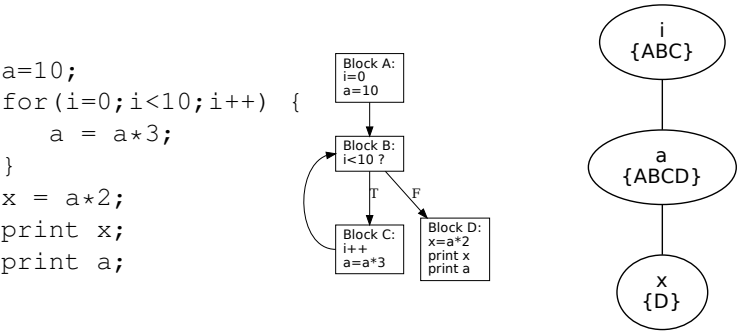 a=10;
for(i=0;i<10;i++) {
a = a*3;
}
x = a*2;
print x;
print a;
Block A:
i=0
a=10
Block B:
i<10 ?
T
F
Block C:
i++
a=a*3
Block D:
x=a*2
print x
print a
i
{ABC}
a
{ABCD}
x
{D}